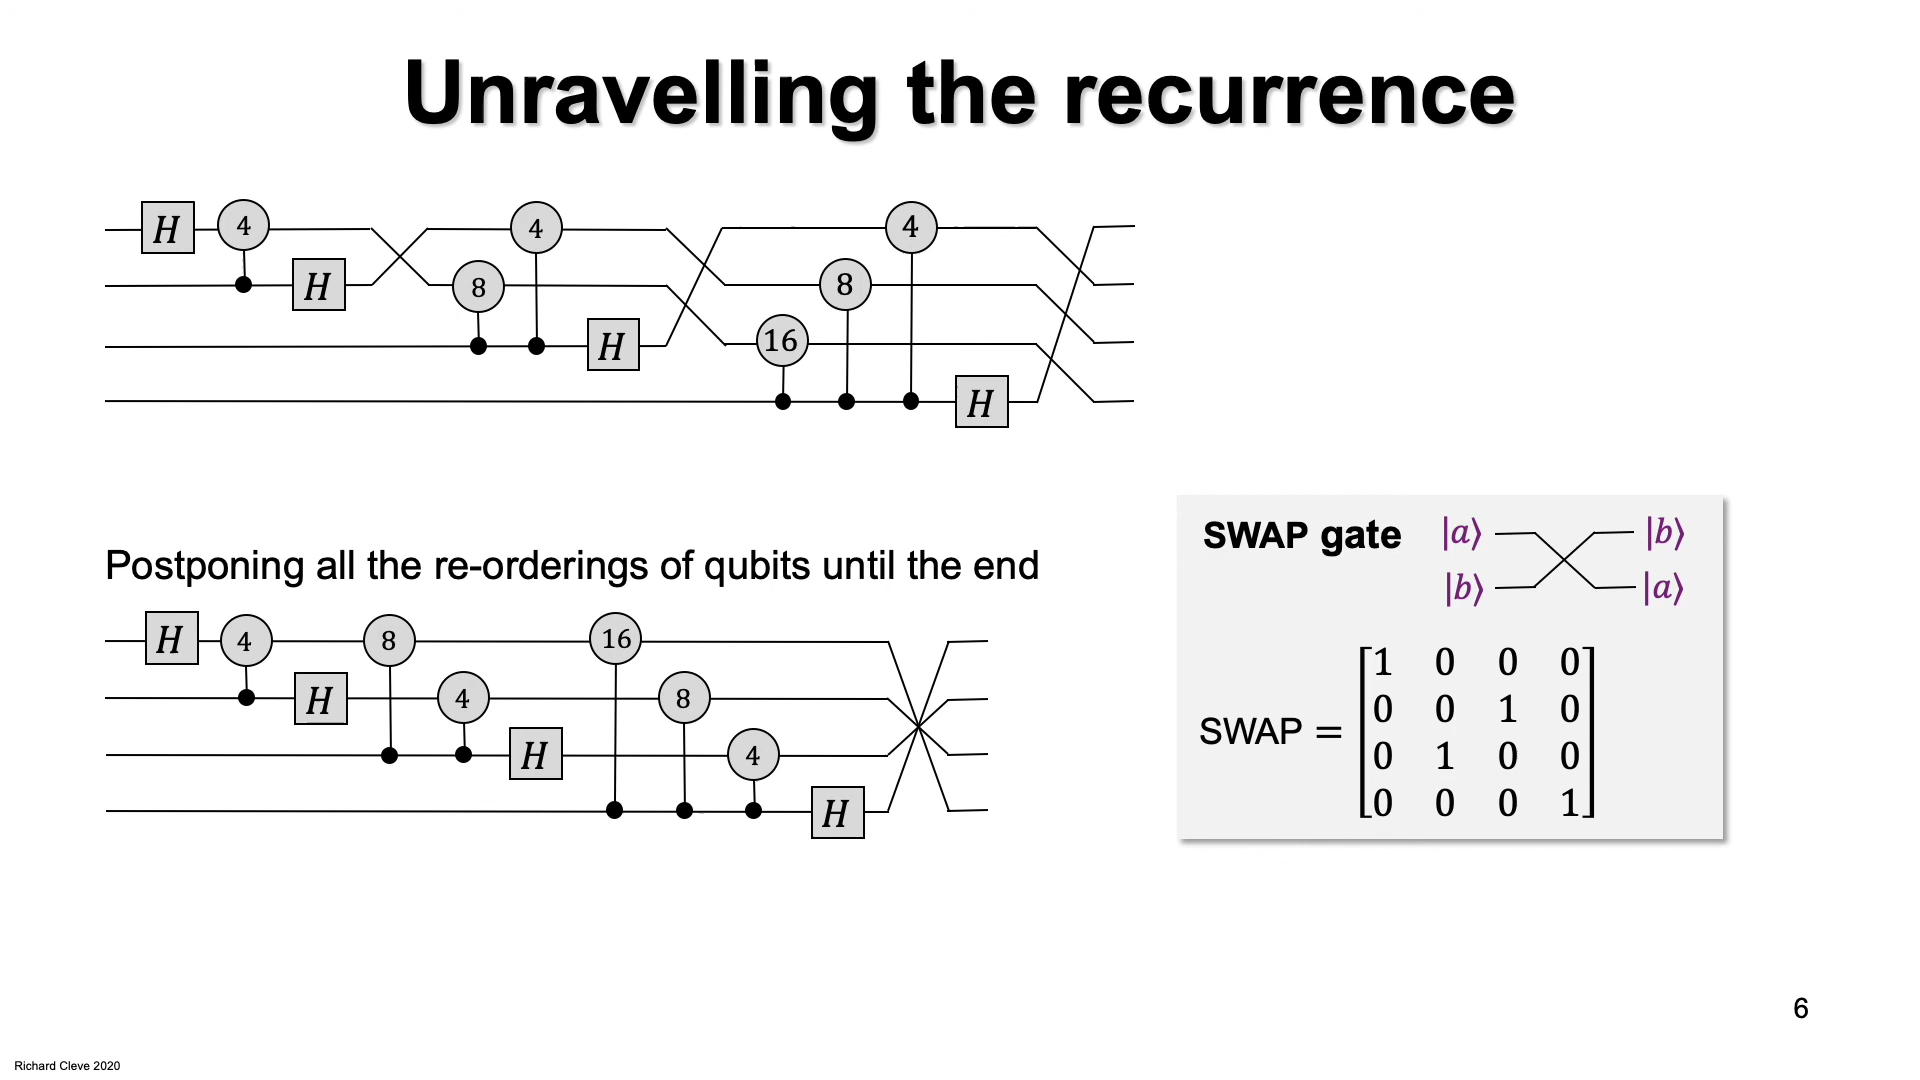 Unravelling the recurrence
H 4 4 4
H 8 8
H 16
H
Postponing all the re-orderings of qubits until the end
H 4 8 16
H 4 8
H 4
H
SWAP gate |a⟩ |b⟩
|b⟩ |a⟩
SWAP = [1 0 0 0
0 0 1 0
0 1 0 0
0 0 0 1]
6
Richard Cleve 2020